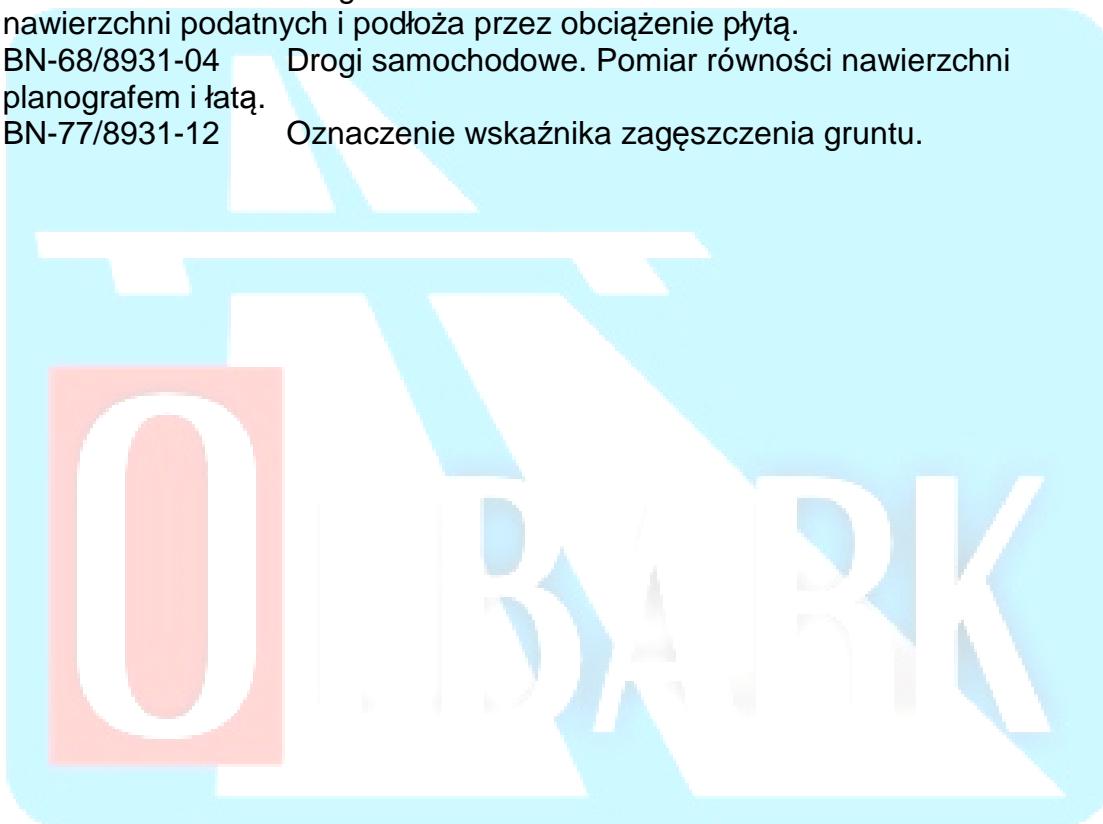 nawierzchni podatnych i podłoża przez obciążenie płytą.
BN-68/8931-04 Drogi samochodowe. Pomiar równości nawierzchni
planografem i łatą.
BN-77/8931-12 Oznaczenie wskaźnika zagęszczenia gruntu.